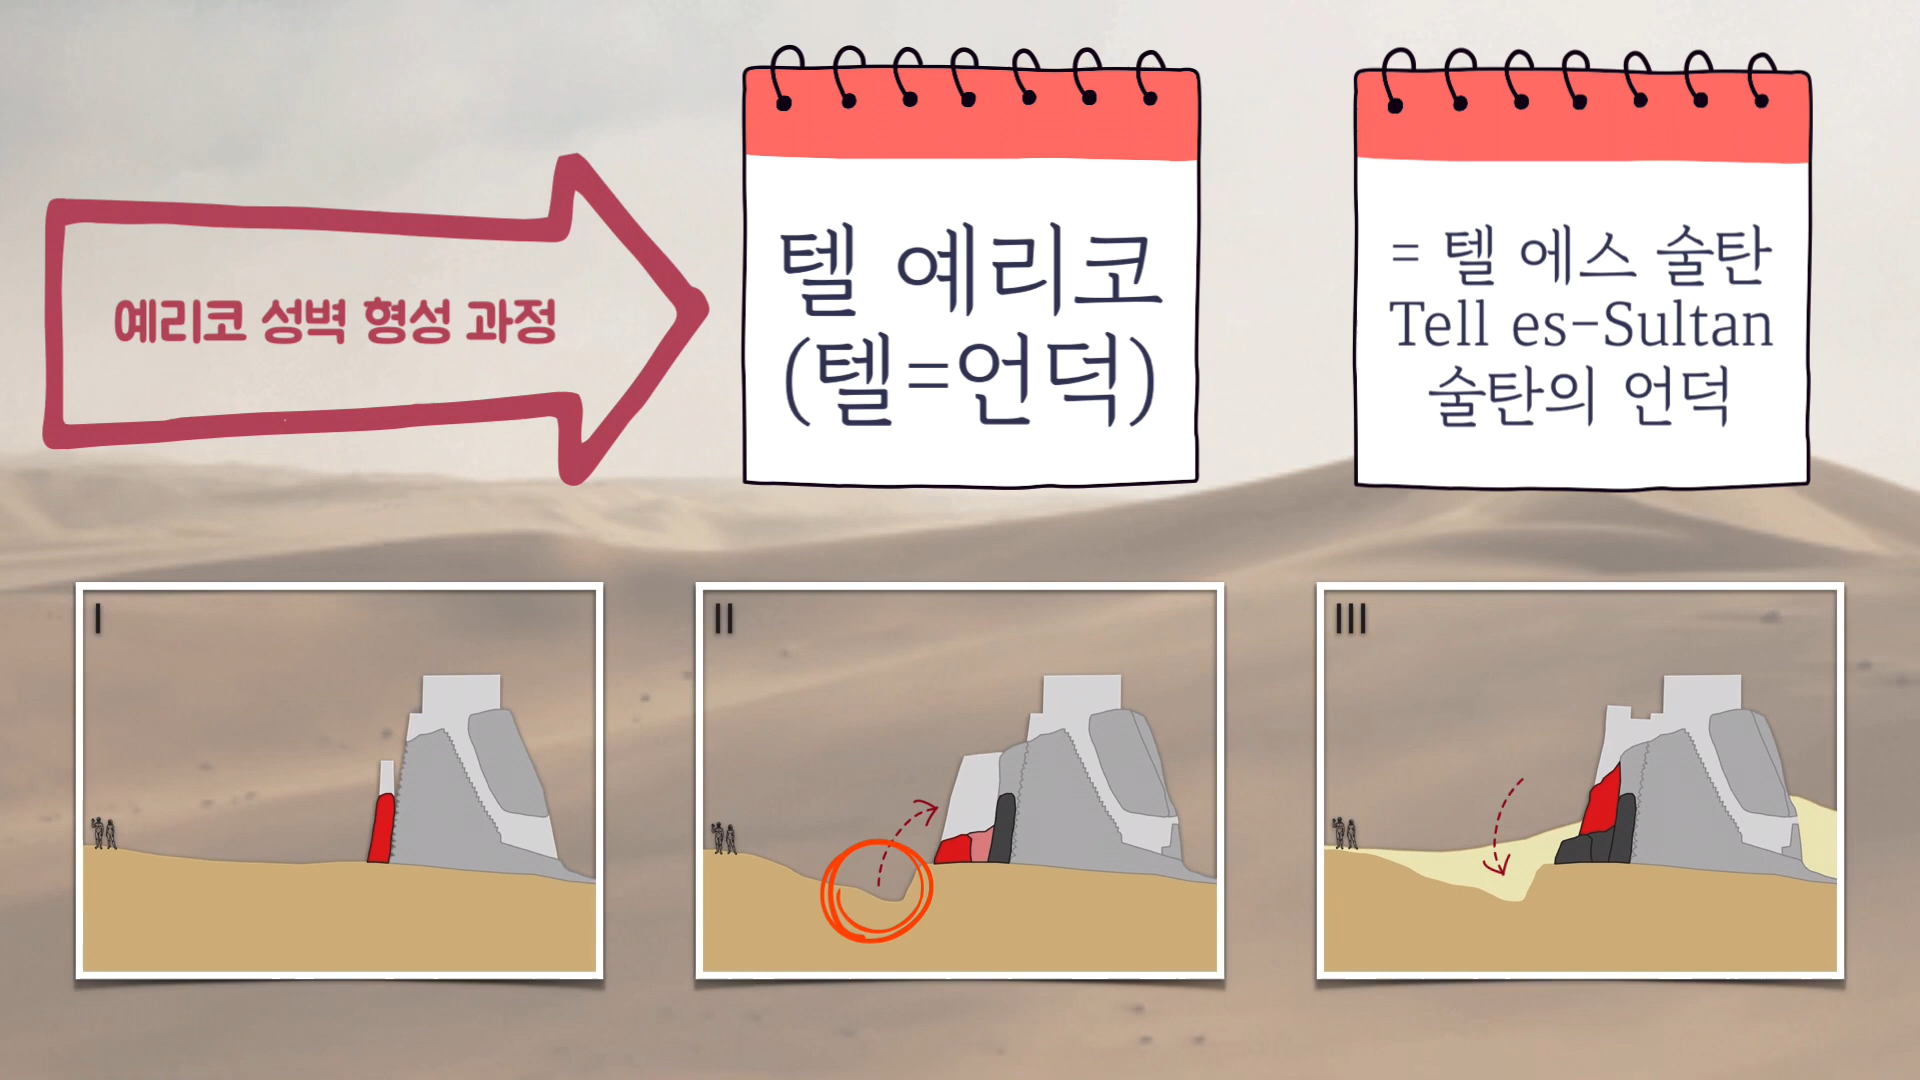 예리코 성벽 형성 과정
텔 예리코
(텔=언덕)
= 텔 에스 술탄
Tell es-Sultan
술탄의 언덕
I
II
III